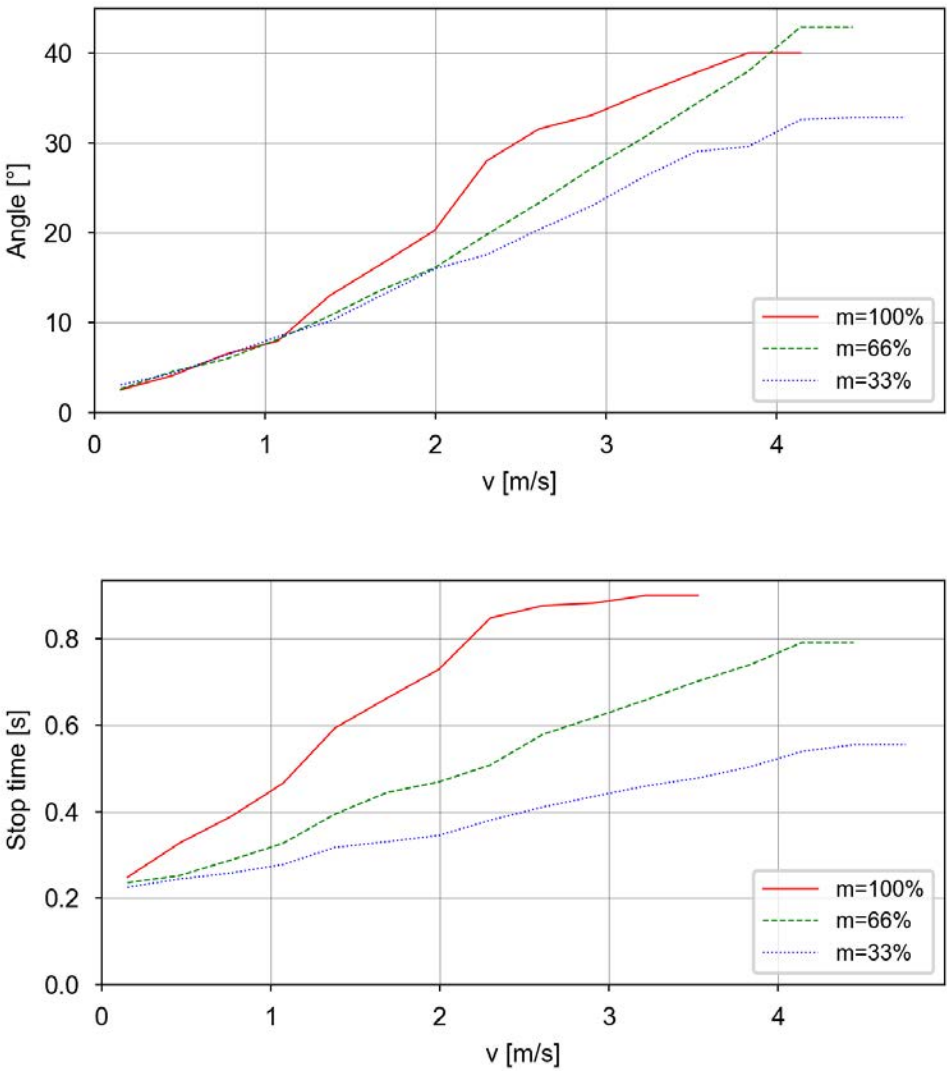 40
30
20
10
0
Angle [°]
0 1 2 3 4
v [m/s]
m=100%
m=66%
m=33%
0.8
0.6
0.4
0.2
0.0
Stop time [s]
0 1 2 3 4
v [m/s]
m=100%
m=66%
m=33%